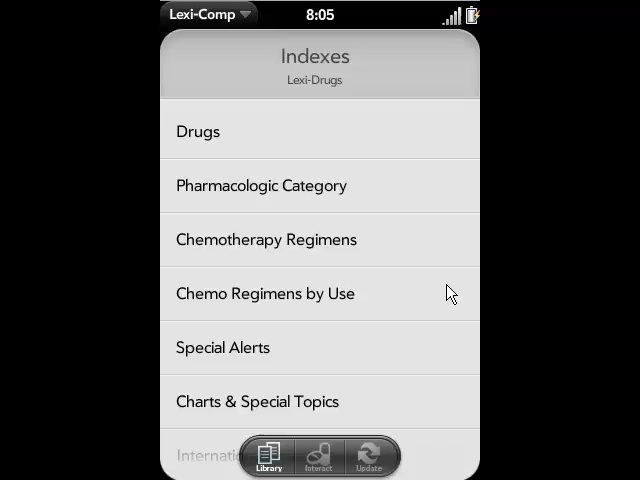 Lexi-Comp 8:05
Indexes
Lexi-Drugs
Drugs
Pharmacologic Category
Chemotherapy Regimens
Chemo Regimens by Use
Special Alerts
Charts & Special Topics
Library Interact Update